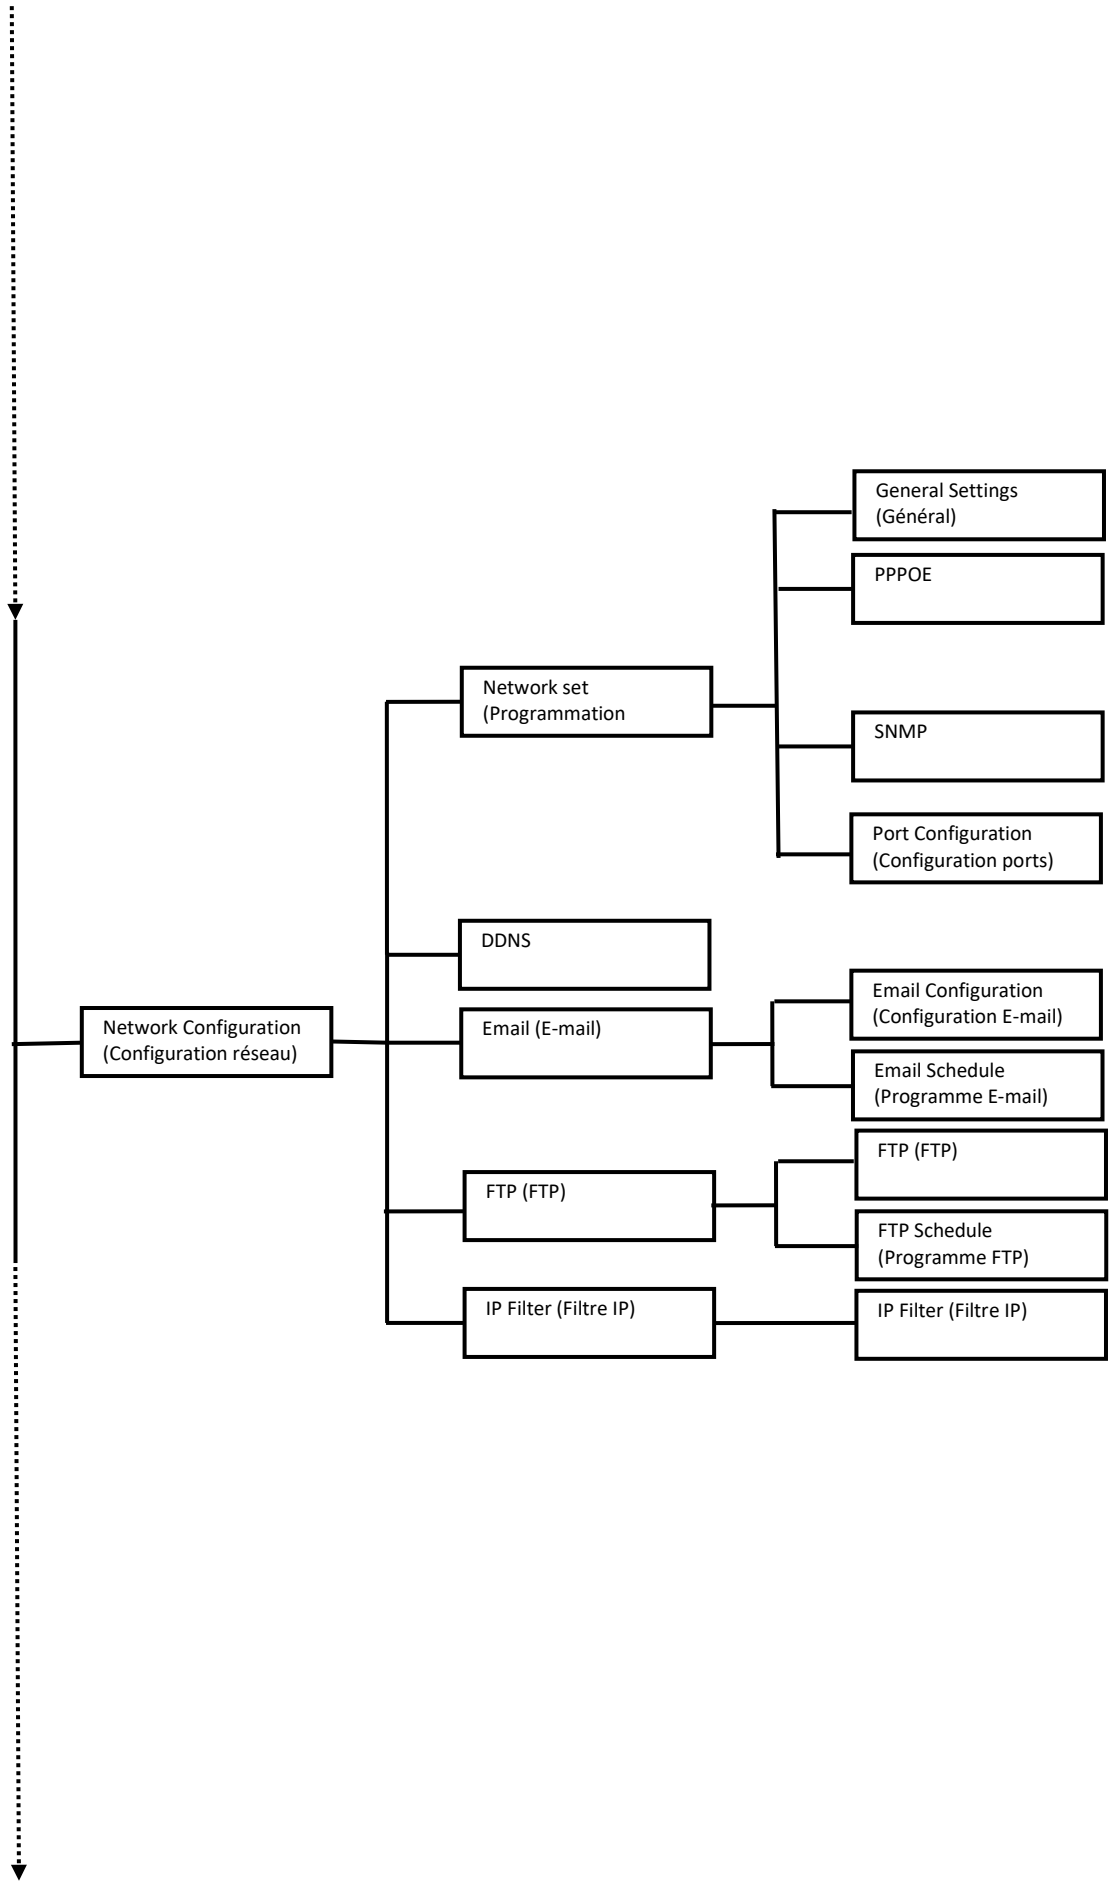 General Settings
(Général)
PPPOE
Network set
(Programmation
SNMP
Port Configuration
(Configuration ports)
DDNS
Email Configuration
(Configuration E-mail)
Network Configuration
(Configuration réseau)
Email (E-mail)
Email Schedule
(Programme E-mail)
FTP (FTP)
FTP (FTP)
FTP Schedule
(Programme FTP)
IP Filter (Filtre IP)
IP Filter (Filtre IP)